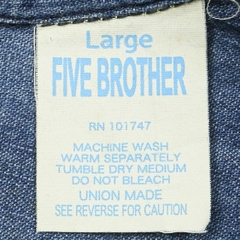 Large
FIVE BROTHER
RN 101747
MACHINE WASH
WARM SEPARATELY
TUMBLE DRY MEDIUM
DO NOT BLEACH
UNION MADE
SEE REVERSE FOR CAUTION